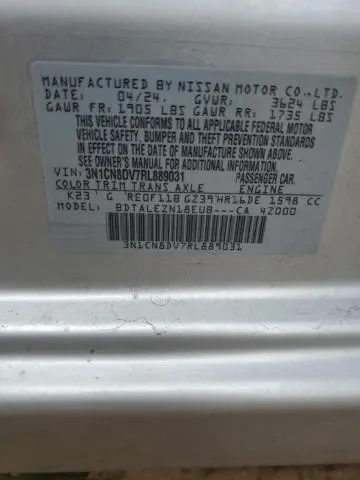 MANUFACTURED BY NISSAN MOTOR CO.,LTD.
DATE: 04/24. GVWR: 3624 LBS
GAWR FR: 1905 LBS GAWR RR: 1735 LBS
THIS VEHICLE CONFORMS TO ALL APPLICABLE FEDERAL MOTOR
VEHICLE SAFETY, BUMPER AND THEFT PREVENTION STANDARDS
IN EFFECT ON THE DATE OF MANUFACTURE SHOWN ABOVE.
SEE OWNERS MANUAL FOR ADDITIONAL INFORMATION
VIN: 3N1CN8DV7RL889031 PASSENGER CAR
COLOR TRIM TRANS AXLE ENGINE
K23 G RE0F11B GZ39 HR16DE 1598 CC
MODEL: BDTALEZN18EUB---CA 4Z000
3N1CN8DV7RL889031